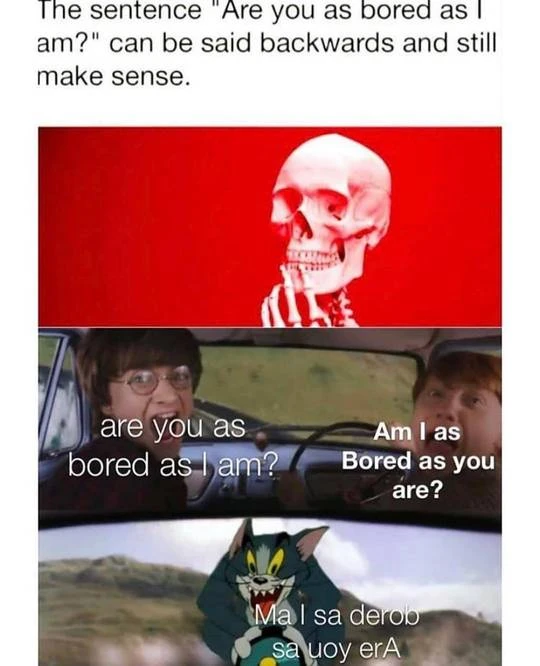 The sentence "Are you as bored as I
am?" can be said backwards and still
make sense.
are you as
bored as I am?
Am I as
Bored as you
are?
Ma I sa derob
sa uoy erA